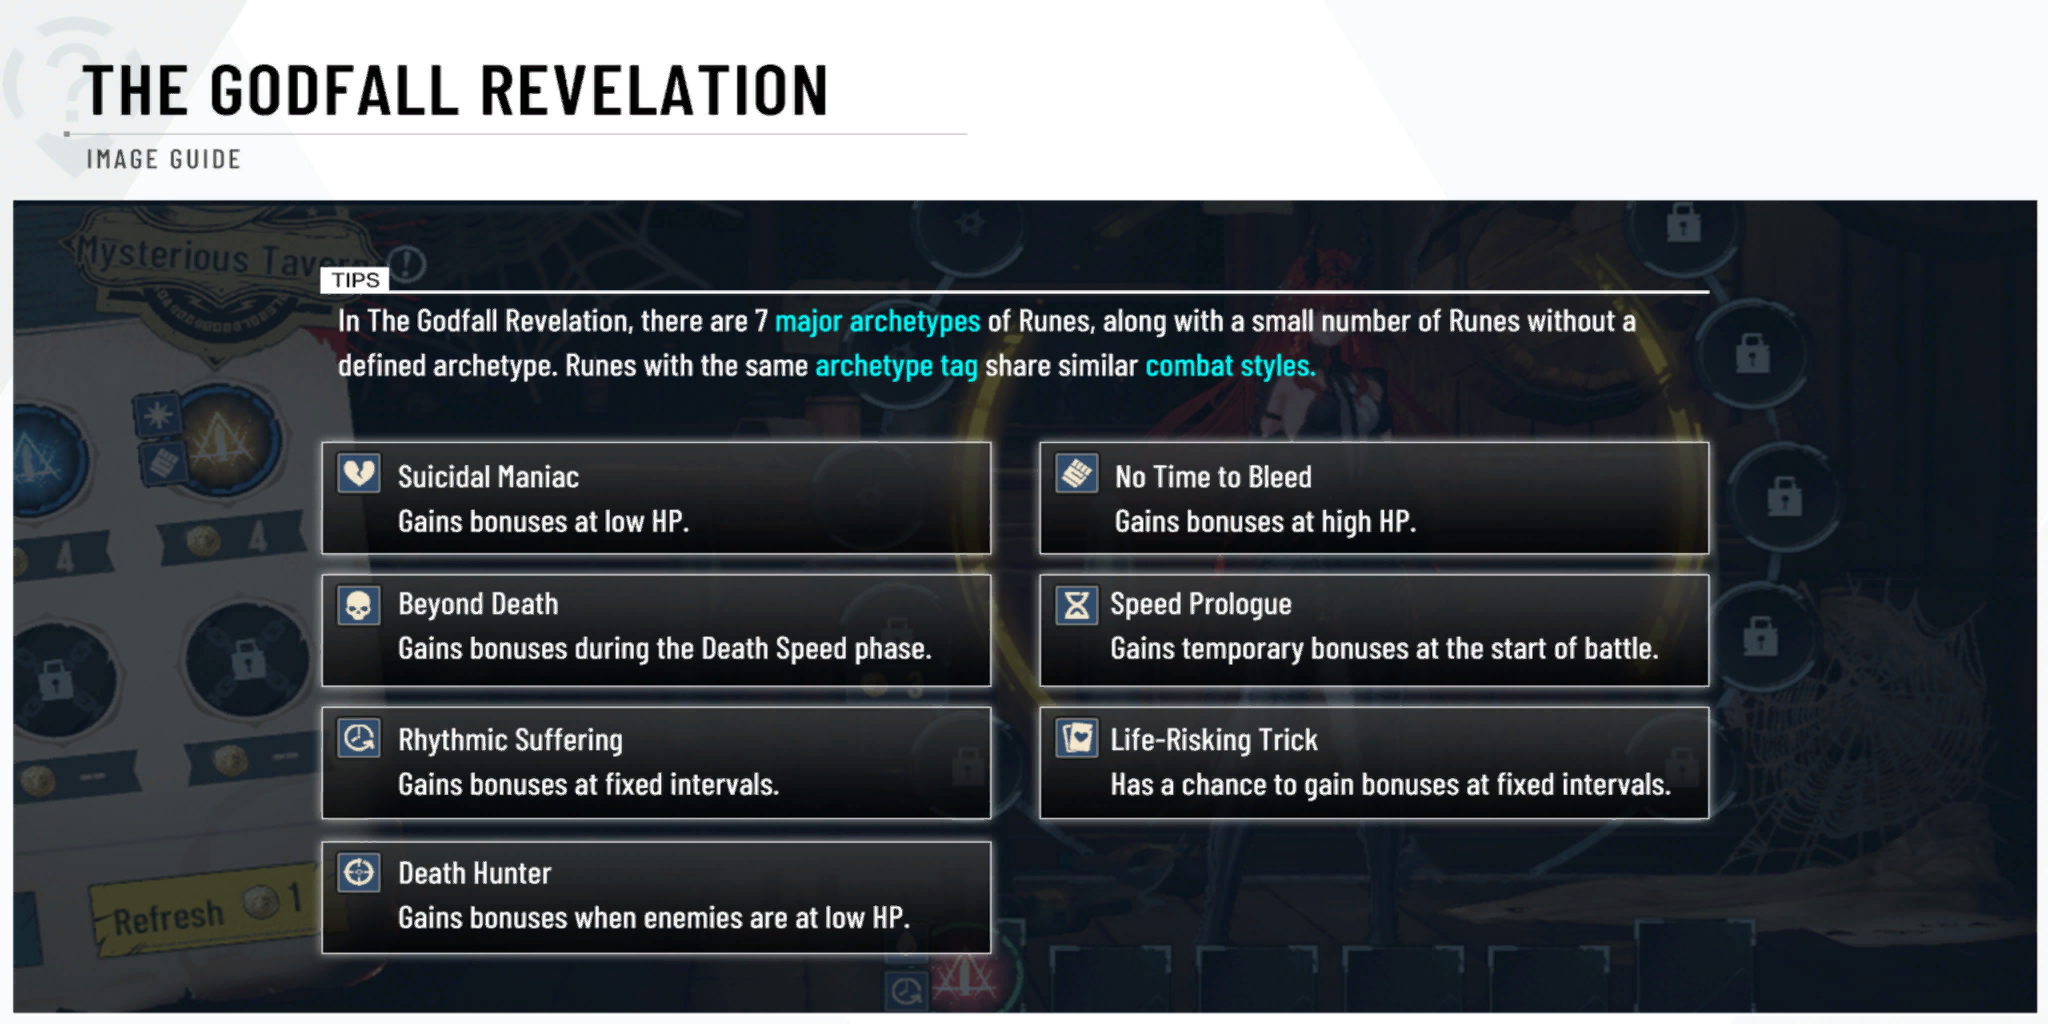 THE GODFALL REVELATION
IMAGE GUIDE
Mysterious Tavern
TIPS
In The Godfall Revelation, there are 7 major archetypes of Runes, along with a small number of Runes without a
defined archetype. Runes with the same archetype tag share similar combat styles.
Suicidal Maniac
Gains bonuses at low HP.
No Time to Bleed
Gains bonuses at high HP.
Beyond Death
Gains bonuses during the Death Speed phase.
Speed Prologue
Gains temporary bonuses at the start of battle.
Rhythmic Suffering
Gains bonuses at fixed intervals.
Life-Risking Trick
Has a chance to gain bonuses at fixed intervals.
Death Hunter
Gains bonuses when enemies are at low HP.
4
4
3
--
--
Refresh 1